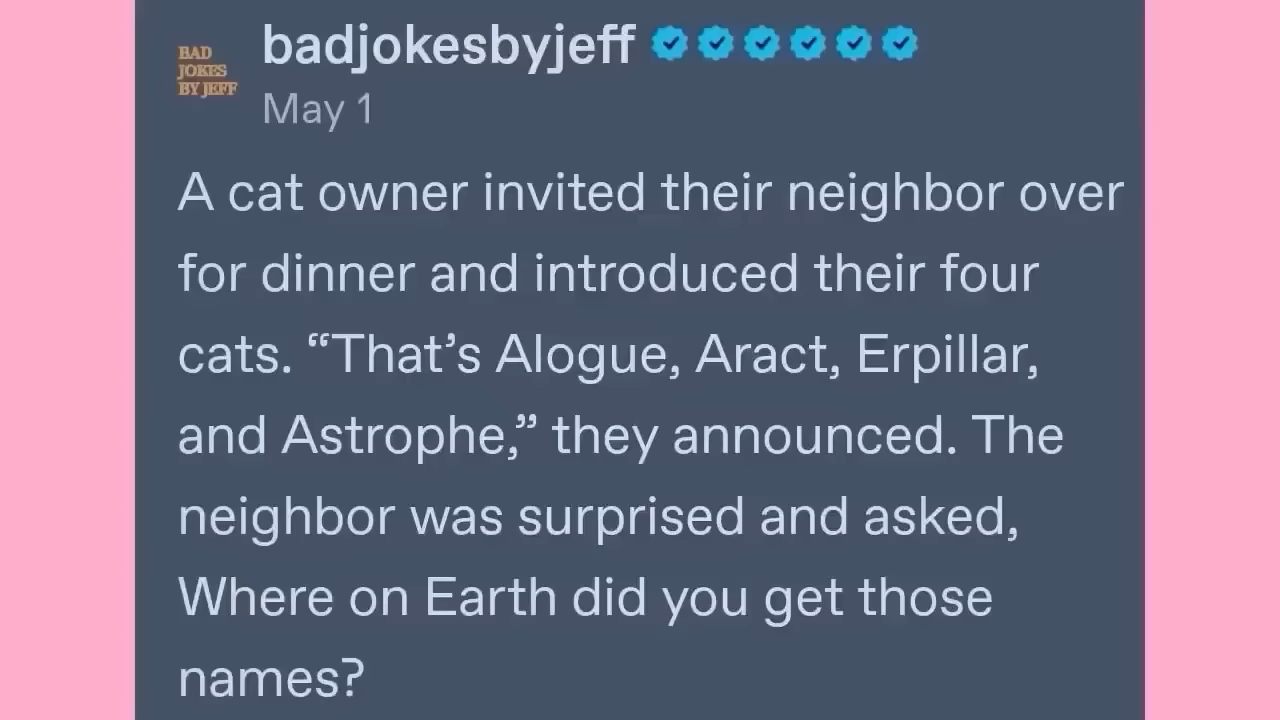 BAD
JOKES
BY JEFF
badjokesbyjeff
May 1
A cat owner invited their neighbor over
for dinner and introduced their four
cats. “That’s Alogue, Aract, Erpillar,
and Astrophe,” they announced. The
neighbor was surprised and asked,
Where on Earth did you get those
names?